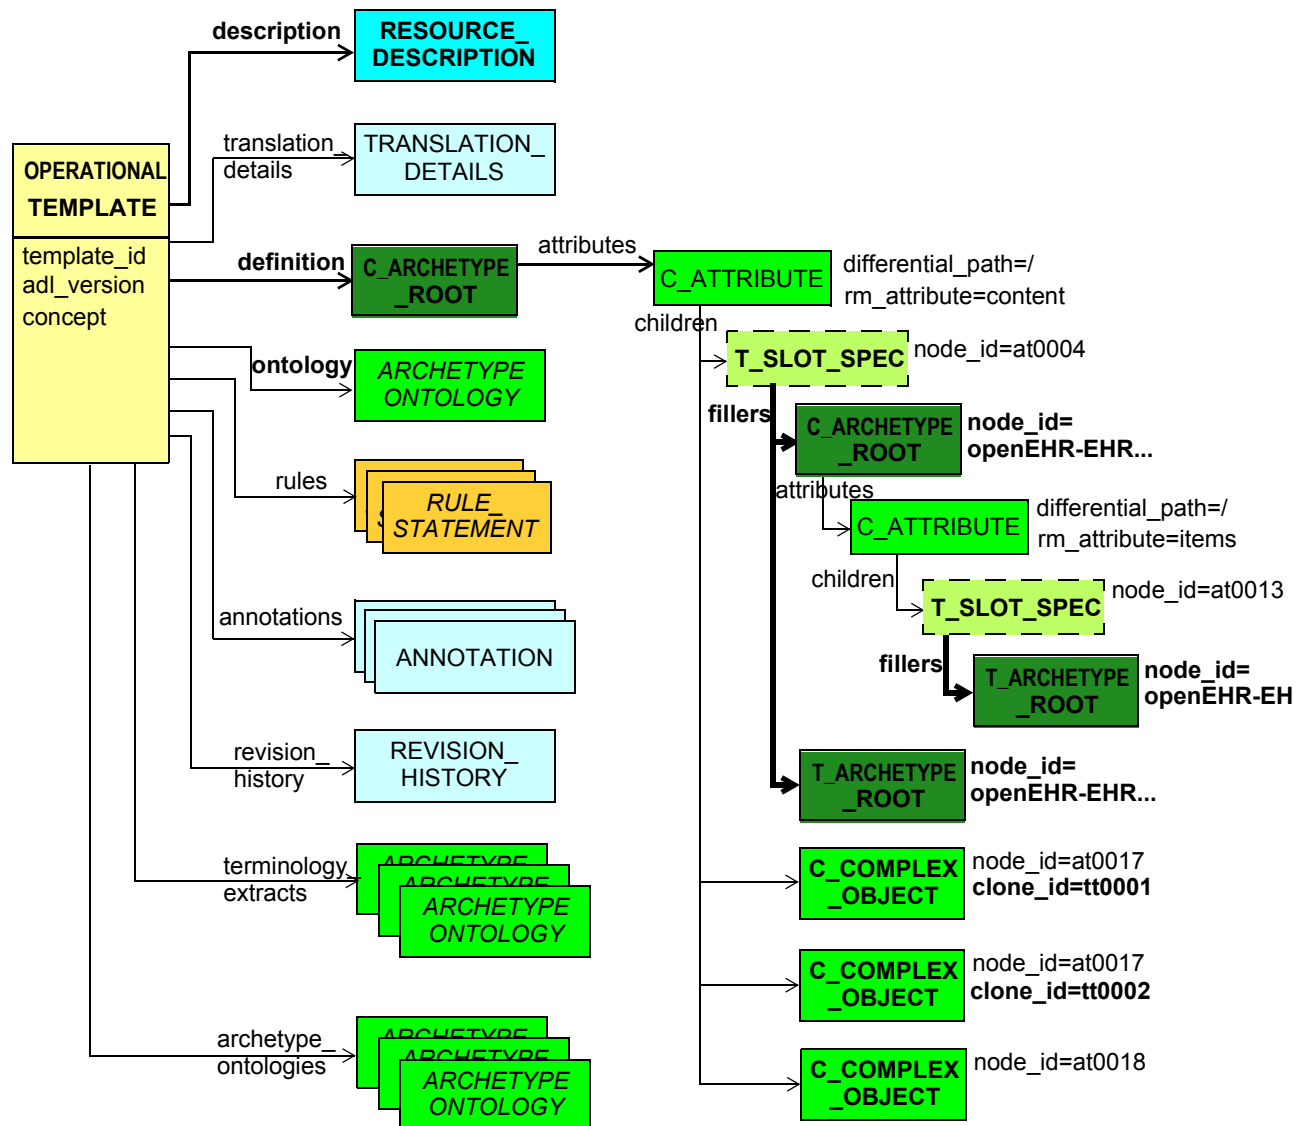 description
RESOURCE_
DESCRIPTION
translation_
details
TRANSLATION_
DETAILS
OPERATIONAL
TEMPLATE
template_id
adl_version
concept
definition
C_ARCHETYPE
_ROOT
attributes
C_ATTRIBUTE
differential_path=/
rm_attribute=content
children
ontology
ARCHETYPE
ONTOLOGY
T_SLOT_SPEC
node_id=at0004
fillers
C_ARCHETYPE
_ROOT
node_id=
openEHR-EHR...
attributes
C_ATTRIBUTE
differential_path=/
rm_attribute=items
children
T_SLOT_SPEC
node_id=at0013
fillers
T_ARCHETYPE
_ROOT
node_id=
openEHR-EH
rules
RULE_
STATEMENT
annotations
ANNOTATION
revision_
history
REVISION_
HISTORY
T_ARCHETYPE
_ROOT
node_id=
openEHR-EHR...
terminology_
extracts
ARCHETYPE
ARCHETYPE
ARCHETYPE
ONTOLOGY
C_COMPLEX
_OBJECT
node_id=at0017
clone_id=tt0001
C_COMPLEX
_OBJECT
node_id=at0017
clone_id=tt0002
archetype_
ontologies
ARCHETYPE
ARCHETYPE
ARCHETYPE
ONTOLOGY
C_COMPLEX
_OBJECT
node_id=at0018